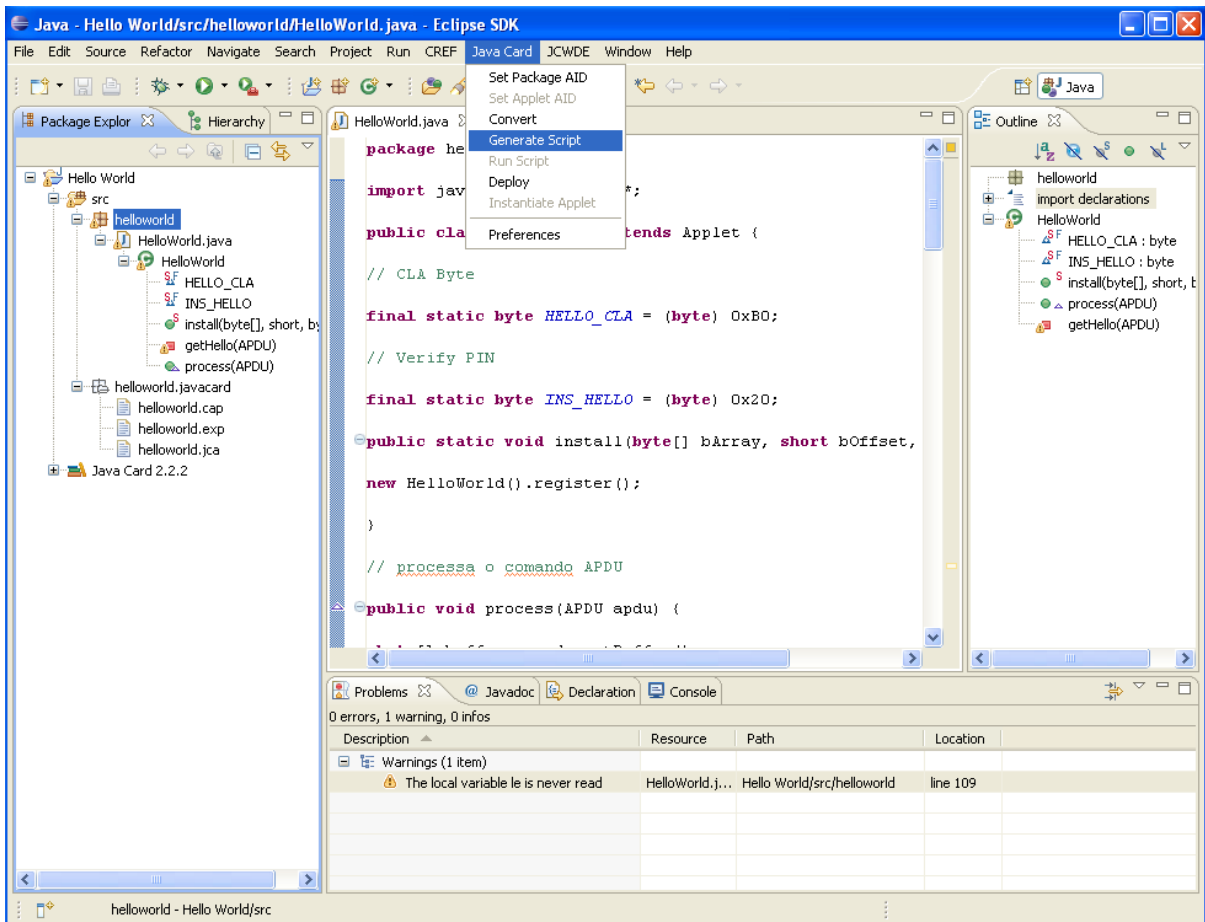 Java - Hello World/src/helloworld/HelloWorld.java - Eclipse SDK
File Edit Source Refactor Navigate Search Project Run CREF Java Card JCWDE Window Help
Set Package AID
Set Applet AID
Convert
Generate Script
Run Script
Deploy
Instantiate Applet
Preferences
Java
Package Explor
Hierarchy
Hello World
src
helloworld
HelloWorld.java
HelloWorld
HELLO_CLA
INS_HELLO
install(byte[], short, by
getHello(APDU)
process(APDU)
helloworld.javacard
helloworld.cap
helloworld.exp
helloworld.jca
Java Card 2.2.2
HelloWorld.java
package he
import jav *;
public cla tends Applet {
// CLA Byte
final static byte HELLO_CLA = (byte) 0xB0;
// Verify PIN
final static byte INS_HELLO = (byte) 0x20;
public static void install(byte[] bArray, short bOffset,
new HelloWorld().register();
}
// processa o comando APDU
public void process(APDU apdu) {
Outline
helloworld
import declarations
HelloWorld
HELLO_CLA : byte
INS_HELLO : byte
install(byte[], short, b
process(APDU)
getHello(APDU)
Problems
@ Javadoc
Declaration
Console
0 errors, 1 warning, 0 infos
Description Resource Path Location
Warnings (1 item)
The local variable le is never read HelloWorld.j... Hello World/src/helloworld line 109
helloworld - Hello World/src